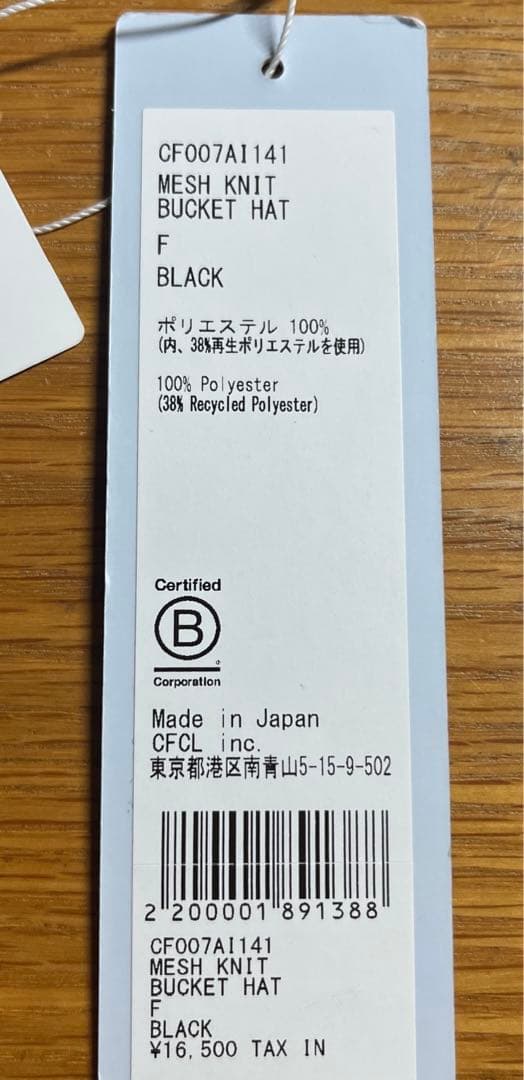 CF007AI141
MESH KNIT
BUCKET HAT
F
BLACK
ポリエステル 100%
(内、38%再生ポリエステルを使用)
100% Polyester
(38% Recycled Polyester)
Certified
B
Corporation
Made in Japan
CFCL inc.
東京都港区南青山5-15-9-502
2 200001 891388
CF007AI141
MESH KNIT
BUCKET HAT
F
BLACK
¥16,500 TAX IN